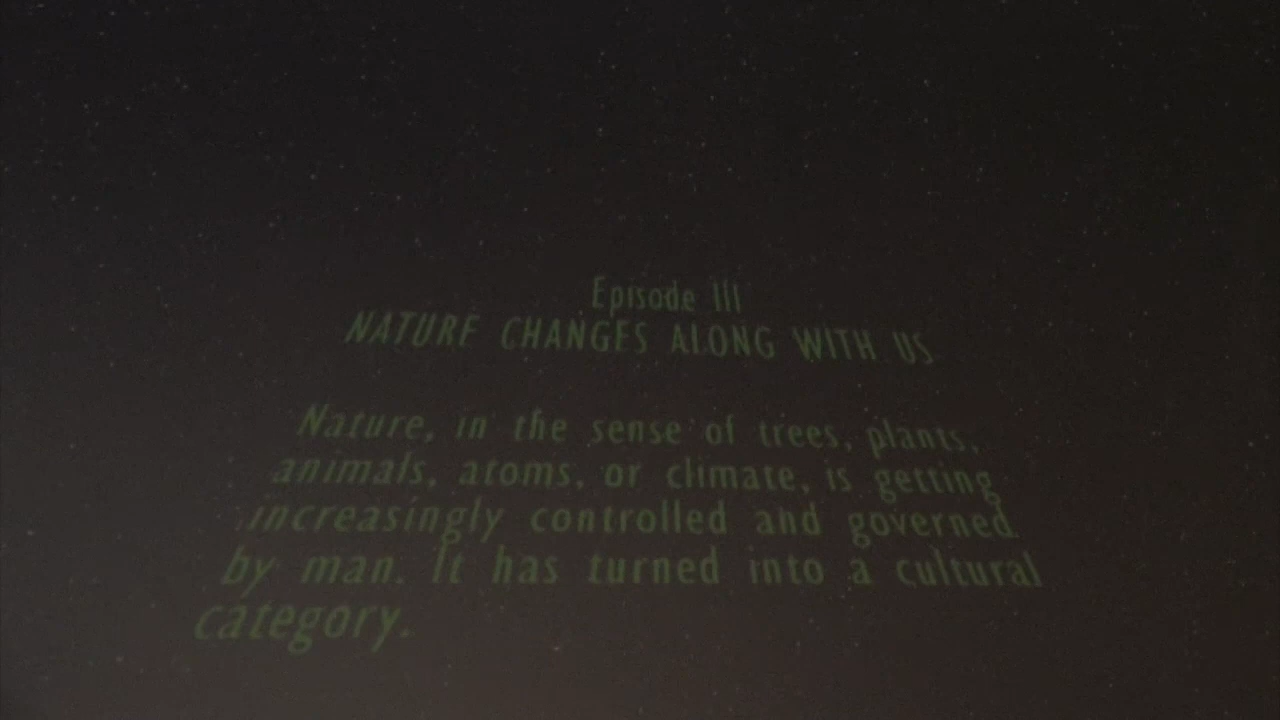 Episode III
NATURE CHANGES ALONG WITH US
Nature, in the sense of trees, plants,
animals, atoms, or climate, is getting
increasingly controlled and governed
by man. It has turned into a cultural
category.